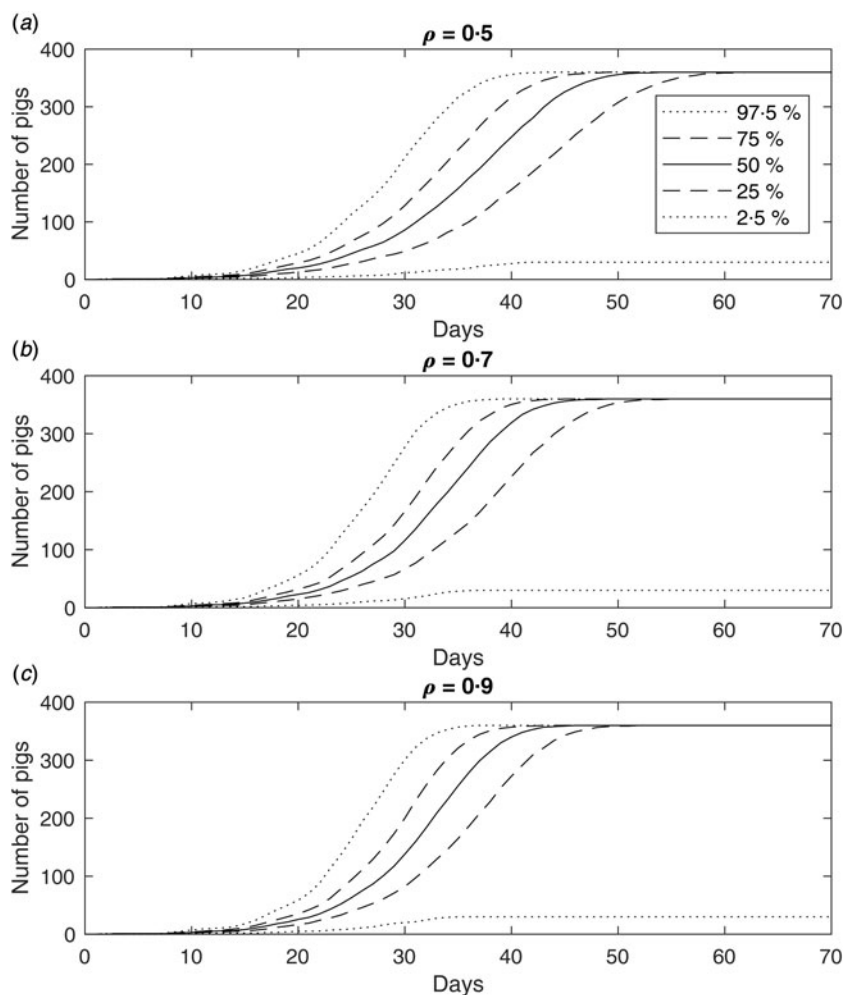 (a)
ρ = 0·5
400
300
200
100
0
Number of pigs
97·5 %
75 %
50 %
25 %
2·5 %
0 10 20 30 40 50 60 70
Days
(b)
ρ = 0·7
400
300
200
100
0
Number of pigs
0 10 20 30 40 50 60 70
Days
(c)
ρ = 0·9
400
300
200
100
0
Number of pigs
0 10 20 30 40 50 60 70
Days